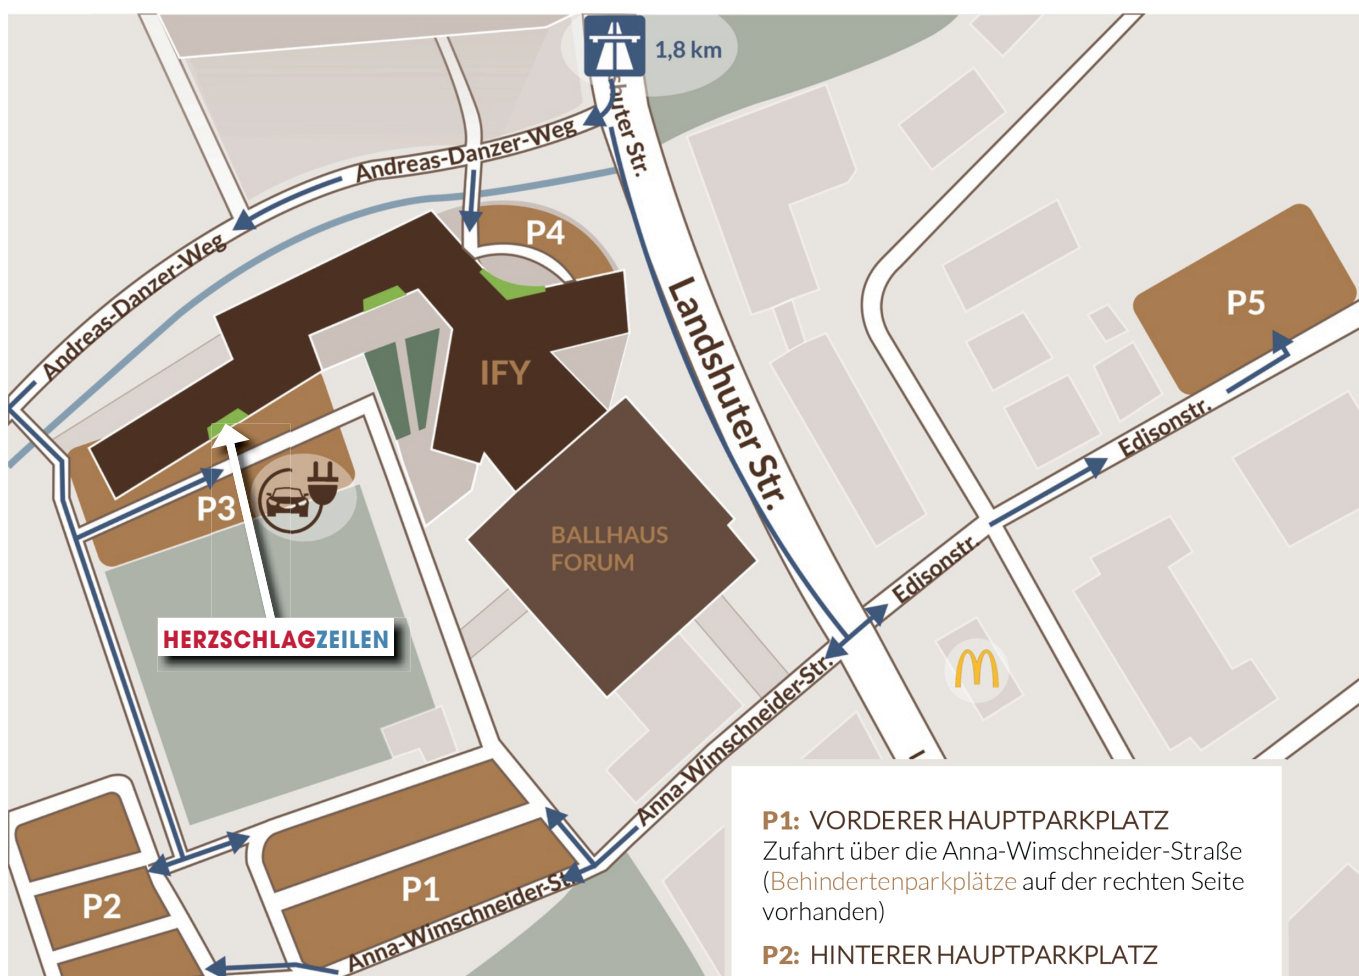 1,8 km
shuter Str.
Andreas-Danzer-Weg
P4
Andreas-Danzer-Weg
Landshuter Str.
P5
IFY
Edisonstr.
P3
BALLHAUS
FORUM
Edisonstr.
HERZSCHLAGZEILEN
Anna-Wimschneider-Str.
P1
P2
Anna-Wimschneider-St
P1: VORDERER HAUPTPARKPLATZ
Zufahrt über die Anna-Wimschneider-Straße
(Behindertenparkplätze auf der rechten Seite
vorhanden)
P2: HINTERER HAUPTPARKPLATZ